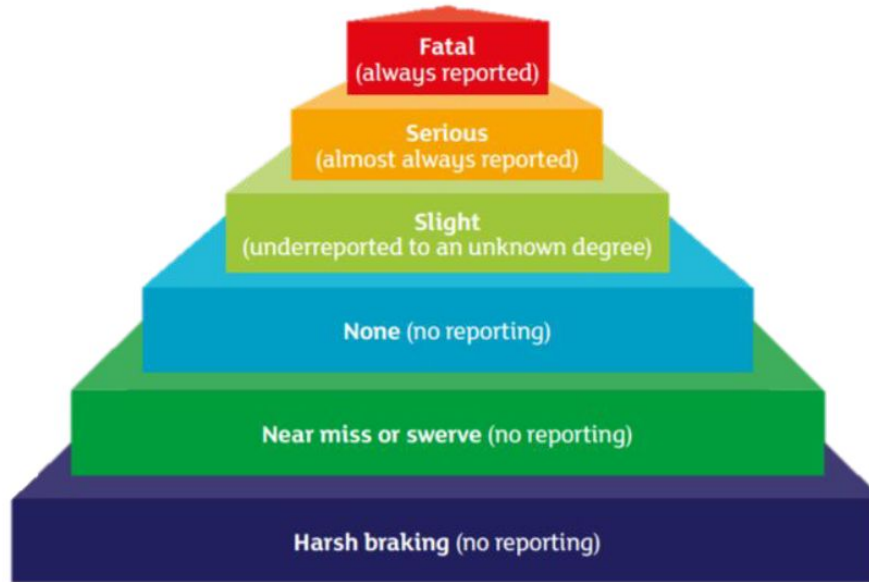 Fatal
(always reported)
Serious
(almost always reported)
Slight
(underreported to an unknown degree)
None (no reporting)
Near miss or swerve (no reporting)
Harsh braking (no reporting)